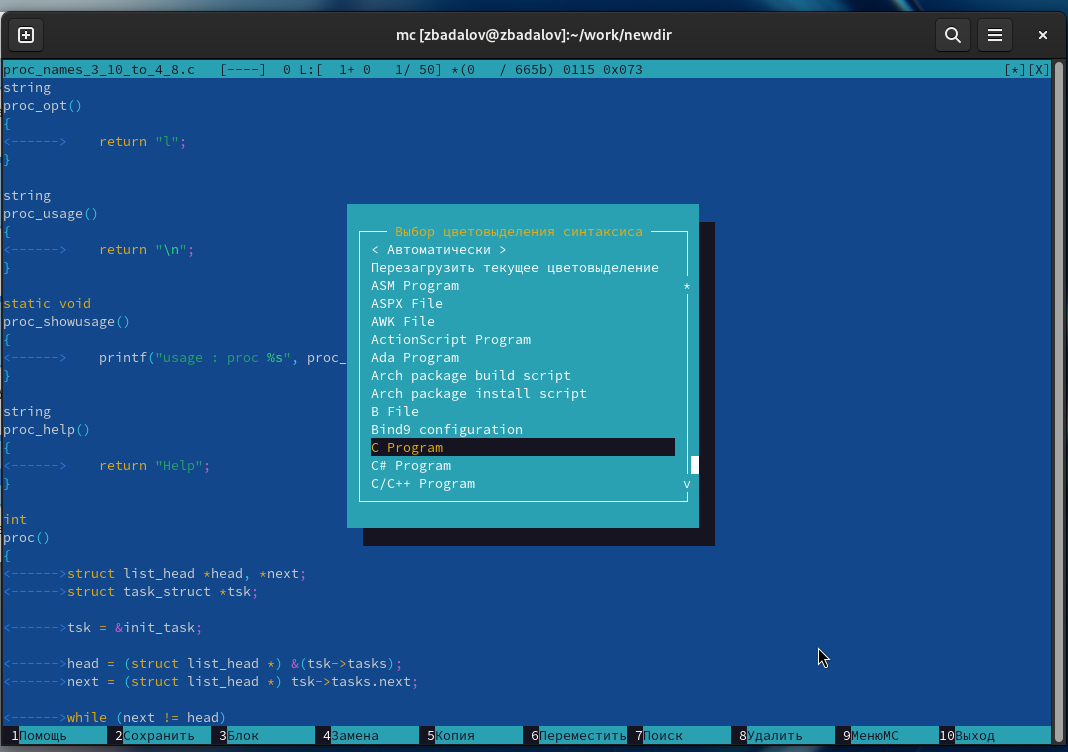 mc [zbadalov@zbadalov]:~/work/newdir
proc_names_3_10_to_4_8.c   [----]  0 L:[  1+ 0   1/ 50] *(0   / 665b) 0115 0x073                                             [*][X]
string
proc_opt()
{
<------>    return "l";
}
string
proc_usage()
{
<------>    return "\n";
}
static void
proc_showusage()
{
<------>    printf("usage : proc %s", proc_
}
string
proc_help()
{
<------>    return "Help";
}
int
proc()
{
<------>struct list_head *head, *next;
<------>struct task_struct *tsk;
<------>tsk = &init_task;
<------>head = (struct list_head *) &(tsk->tasks);
<------>next = (struct list_head *) tsk->tasks.next;
<------>while (next != head)
Выбор цветовыделения синтаксиса
< Автоматически >
Перезагрузить текущее цветовыделение
ASM Program
ASPX File
AWK File
ActionScript Program
Ada Program
Arch package build script
Arch package install script
B File
Bind9 configuration
C Program
C# Program
C/C++ Program
1Помощь 2Сохранить 3Блок 4Замена 5Копия 6Переместить 7Поиск 8Удалить 9МенюMC 10Выход